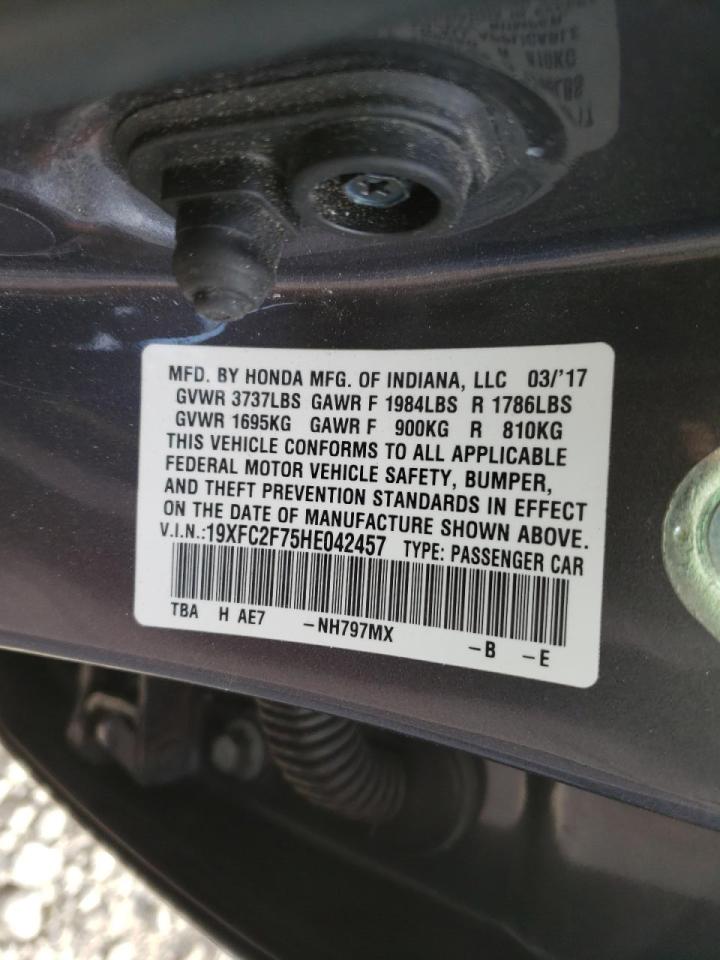 MFD. BY HONDA MFG. OF INDIANA, LLC 03/'17
GVWR 3737LBS GAWR F 1984LBS R 1786LBS
GVWR 1695KG GAWR F 900KG R 810KG
THIS VEHICLE CONFORMS TO ALL APPLICABLE
FEDERAL MOTOR VEHICLE SAFETY, BUMPER,
AND THEFT PREVENTION STANDARDS IN EFFECT
ON THE DATE OF MANUFACTURE SHOWN ABOVE.
V.I.N.:19XFC2F75HE042457 TYPE: PASSENGER CAR
TBA H AE7 -NH797MX -B -E